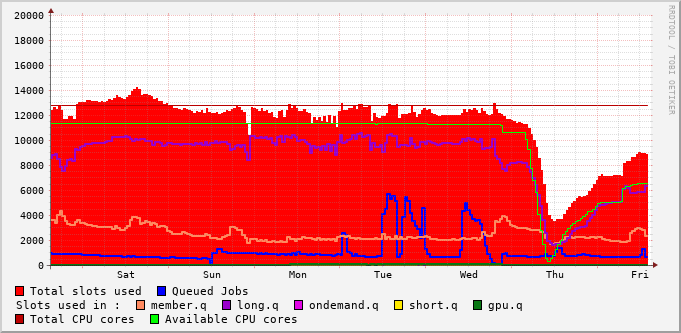 RRDTOOL / TOBI OETIKER
20000
18000
16000
14000
12000
10000
8000
6000
4000
2000
0
Sat Sun Mon Tue Wed Thu Fri
Total slots used Queued Jobs
Slots used in : member.q long.q ondemand.q short.q gpu.q
Total CPU cores Available CPU cores